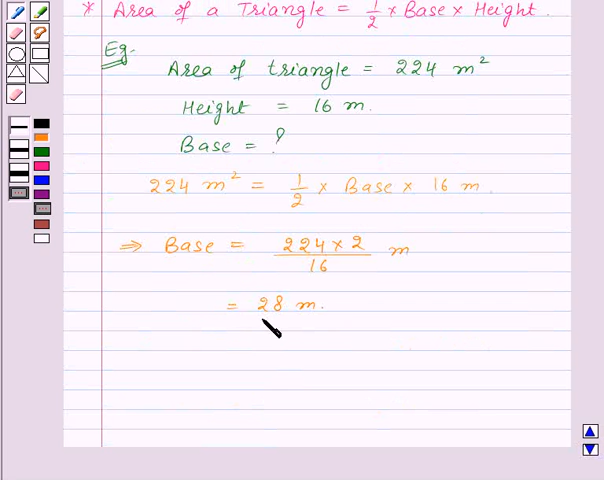 * Area of a Triangle = 1/2 × Base × Height.
Eg.
Area of triangle = 224 m²
Height = 16 m.
Base = ?
224 m² = 1/2 × Base × 16 m.
⇒ Base = 224 × 2 / 16 m
= 28 m.